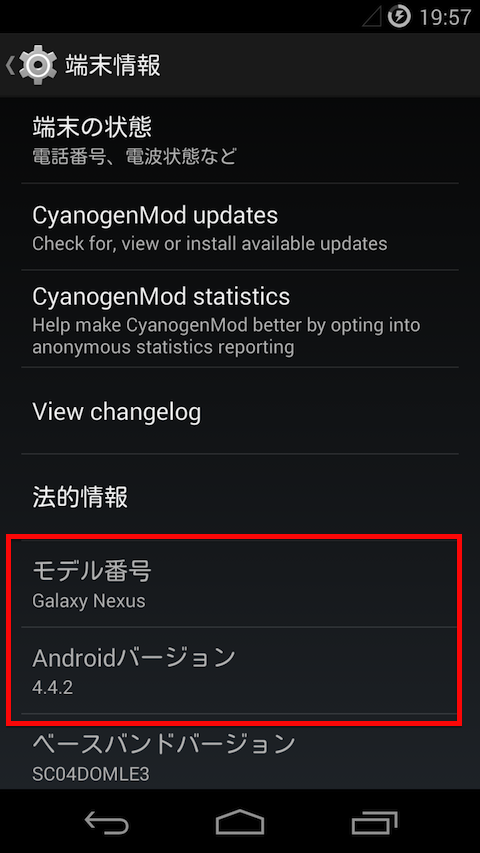 19:57
端末情報
端末の状態
電話番号、電波状態など
CyanogenMod updates
Check for, view or install available updates
CyanogenMod statistics
Help make CyanogenMod better by opting into
anonymous statistics reporting
View changelog
法的情報
モデル番号
Galaxy Nexus
Androidバージョン
4.4.2
ベースバンドバージョン
SC04DOMLE3